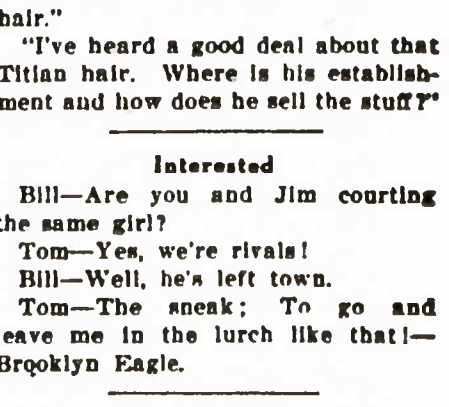 hair."
"I've heard a good deal about that
Titian hair. Where is his establish-
ment and how does he sell the stuff?"
Interested
Bill—Are you and Jim courting
the same girl?
Tom—Yes, we're rivals!
Bill—Well, he's left town.
Tom—The sneak; To go and
leave me in the lurch like that!—
Brooklyn Eagle.